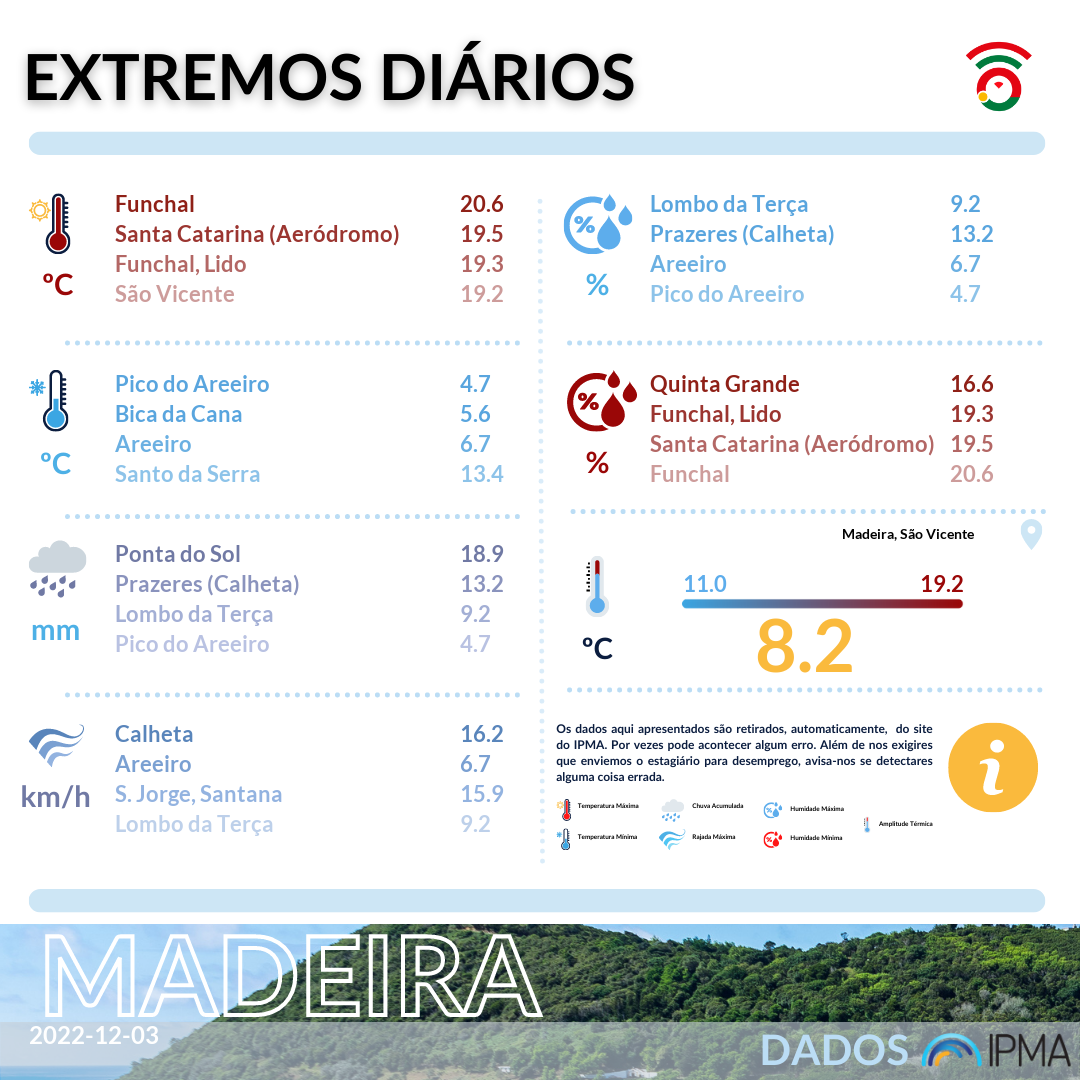 EXTREMOS DIÁRIOS
Funchal 20.6
Santa Catarina (Aeródromo) 19.5
Funchal, Lido 19.3
São Vicente 19.2
ºC
Pico do Areeiro 4.7
Bica da Cana 5.6
Areeiro 6.7
Santo da Serra 13.4
ºC
Ponta do Sol 18.9
Prazeres (Calheta) 13.2
Lombo da Terça 9.2
Pico do Areeiro 4.7
mm
Calheta 16.2
Areeiro 6.7
S. Jorge, Santana 15.9
Lombo da Terça 9.2
km/h
%
Lombo da Terça 9.2
Prazeres (Calheta) 13.2
Areeiro 6.7
Pico do Areeiro 4.7
%
%
Quinta Grande 16.6
Funchal, Lido 19.3
Santa Catarina (Aeródromo) 19.5
Funchal 20.6
%
Madeira, São Vicente
11.0 19.2
8.2
ºC
Os dados aqui apresentados são retirados, automaticamente, do site
do IPMA. Por vezes pode acontecer algum erro. Além de nos exigires
que enviemos o estagiário para desemprego, avisa-nos se detectares
alguma coisa errada.
i
Temperatura Máxima
Chuva Acumulada
Humidade Máxima
Amplitude Térmica
Temperatura Mínima
Rajada Máxima
Humidade Mínima
MADEIRA
2022-12-03
DADOS IPMA